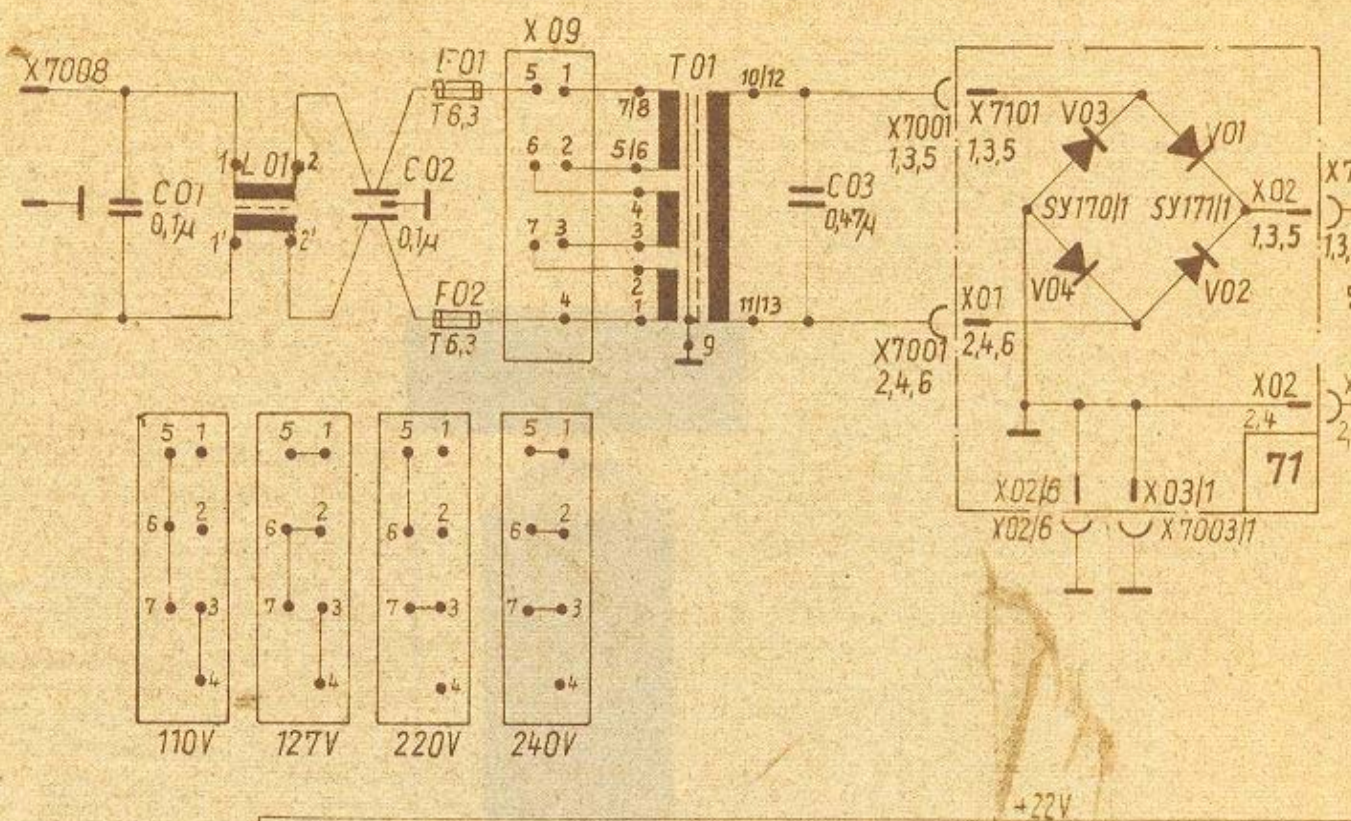 X7008
F01
T6,3
X 09
5 1
6 2
7 3
4
T 01
7/8
5/6
4
3
2
1
9
10/12
11/13
1 L 01 2
1' 2'
C 01
0,1µ
C 02
0,1µ
F02
T6,3
C 03
0,47µ
X7001
1,3,5
X7101
1,3,5
V03
V01
SY170/1
SY171/1
V04
V02
X02
1,3,5
X7001
2,4,6
X01
2,4,6
X02
2,4
71
X02/6
X03/1
X02/6
X7003/1
5 1
6 2
7 3
4
110V
5 1
6 2
7 3
4
127V
5 1
6 2
7 3
4
220V
5 1
6 2
7 3
4
240V
+22V